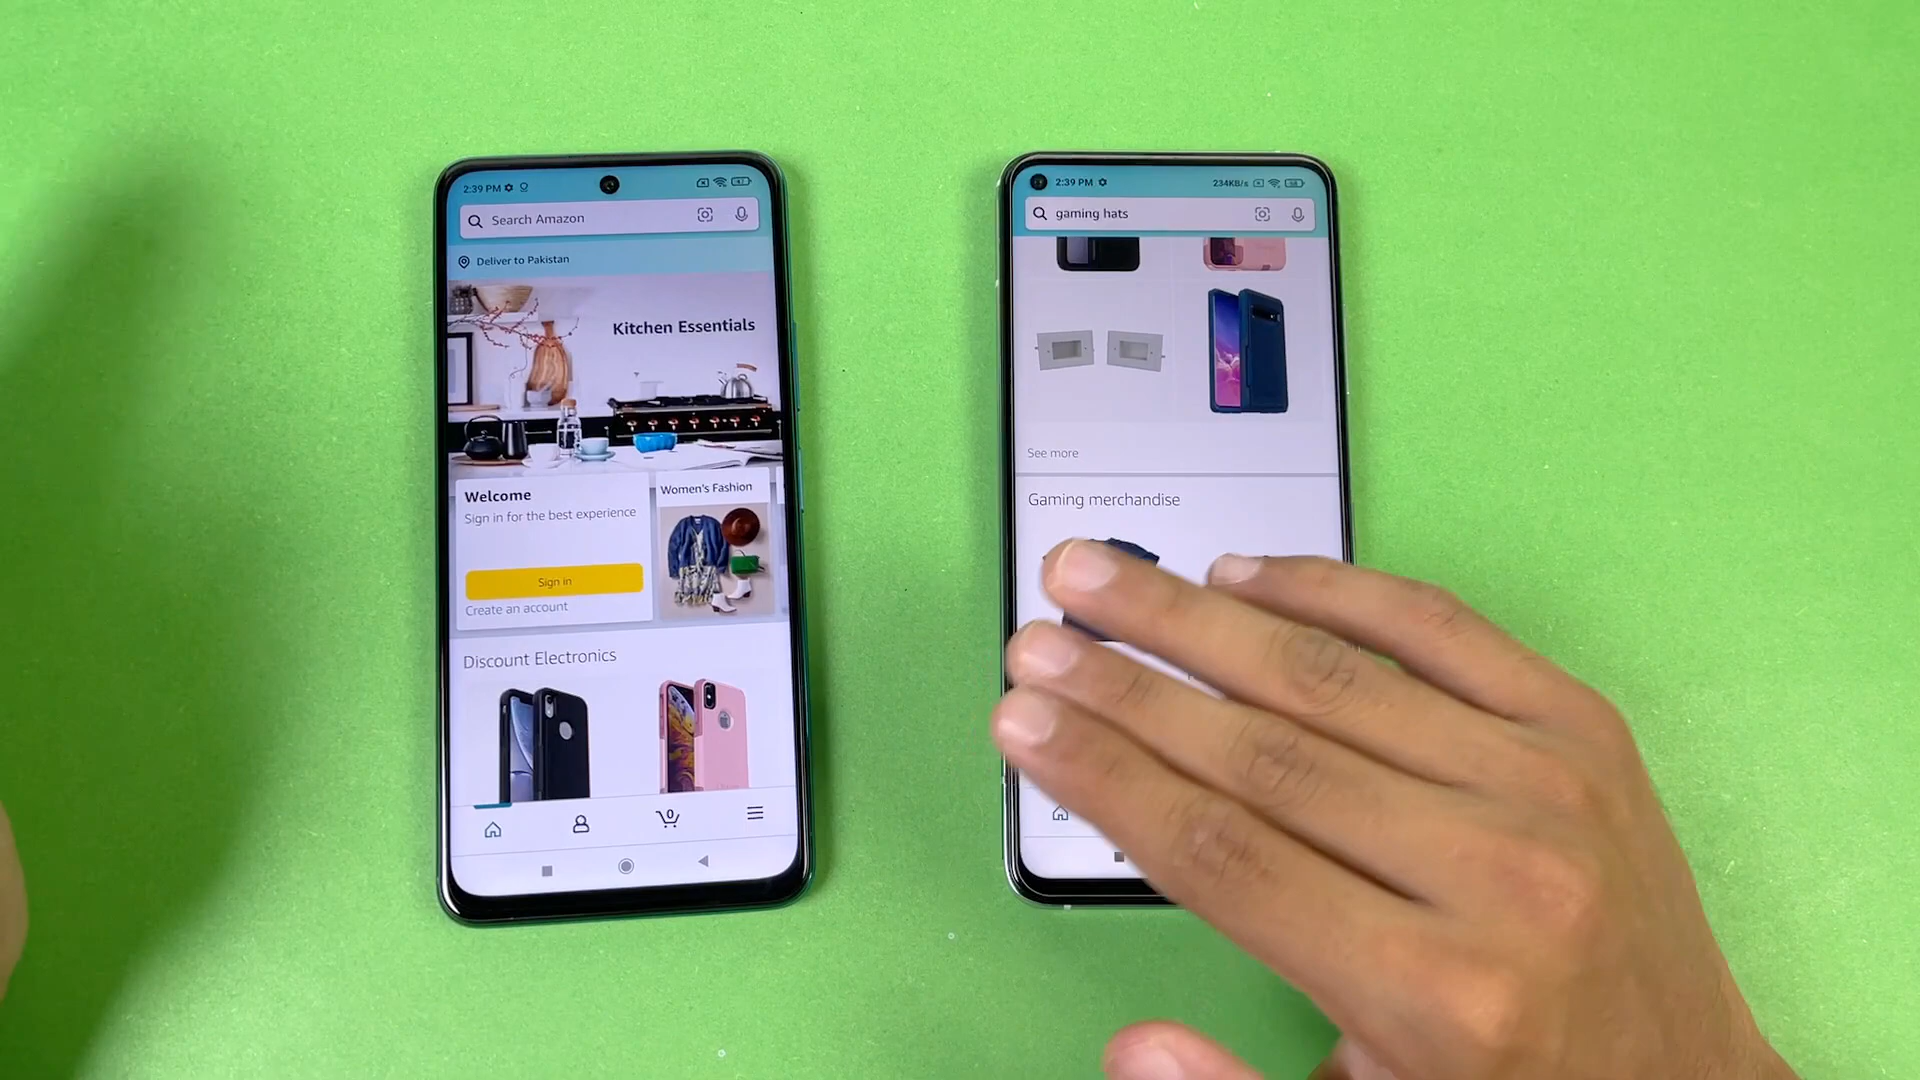 2:39 PM
Search Amazon
Deliver to Pakistan
Kitchen Essentials
Welcome
Sign in for the best experience
Sign in
Create an account
Women's Fashion
Discount Electronics
0
2:39 PM
234KB/s
gaming hats
See more
Gaming merchandise